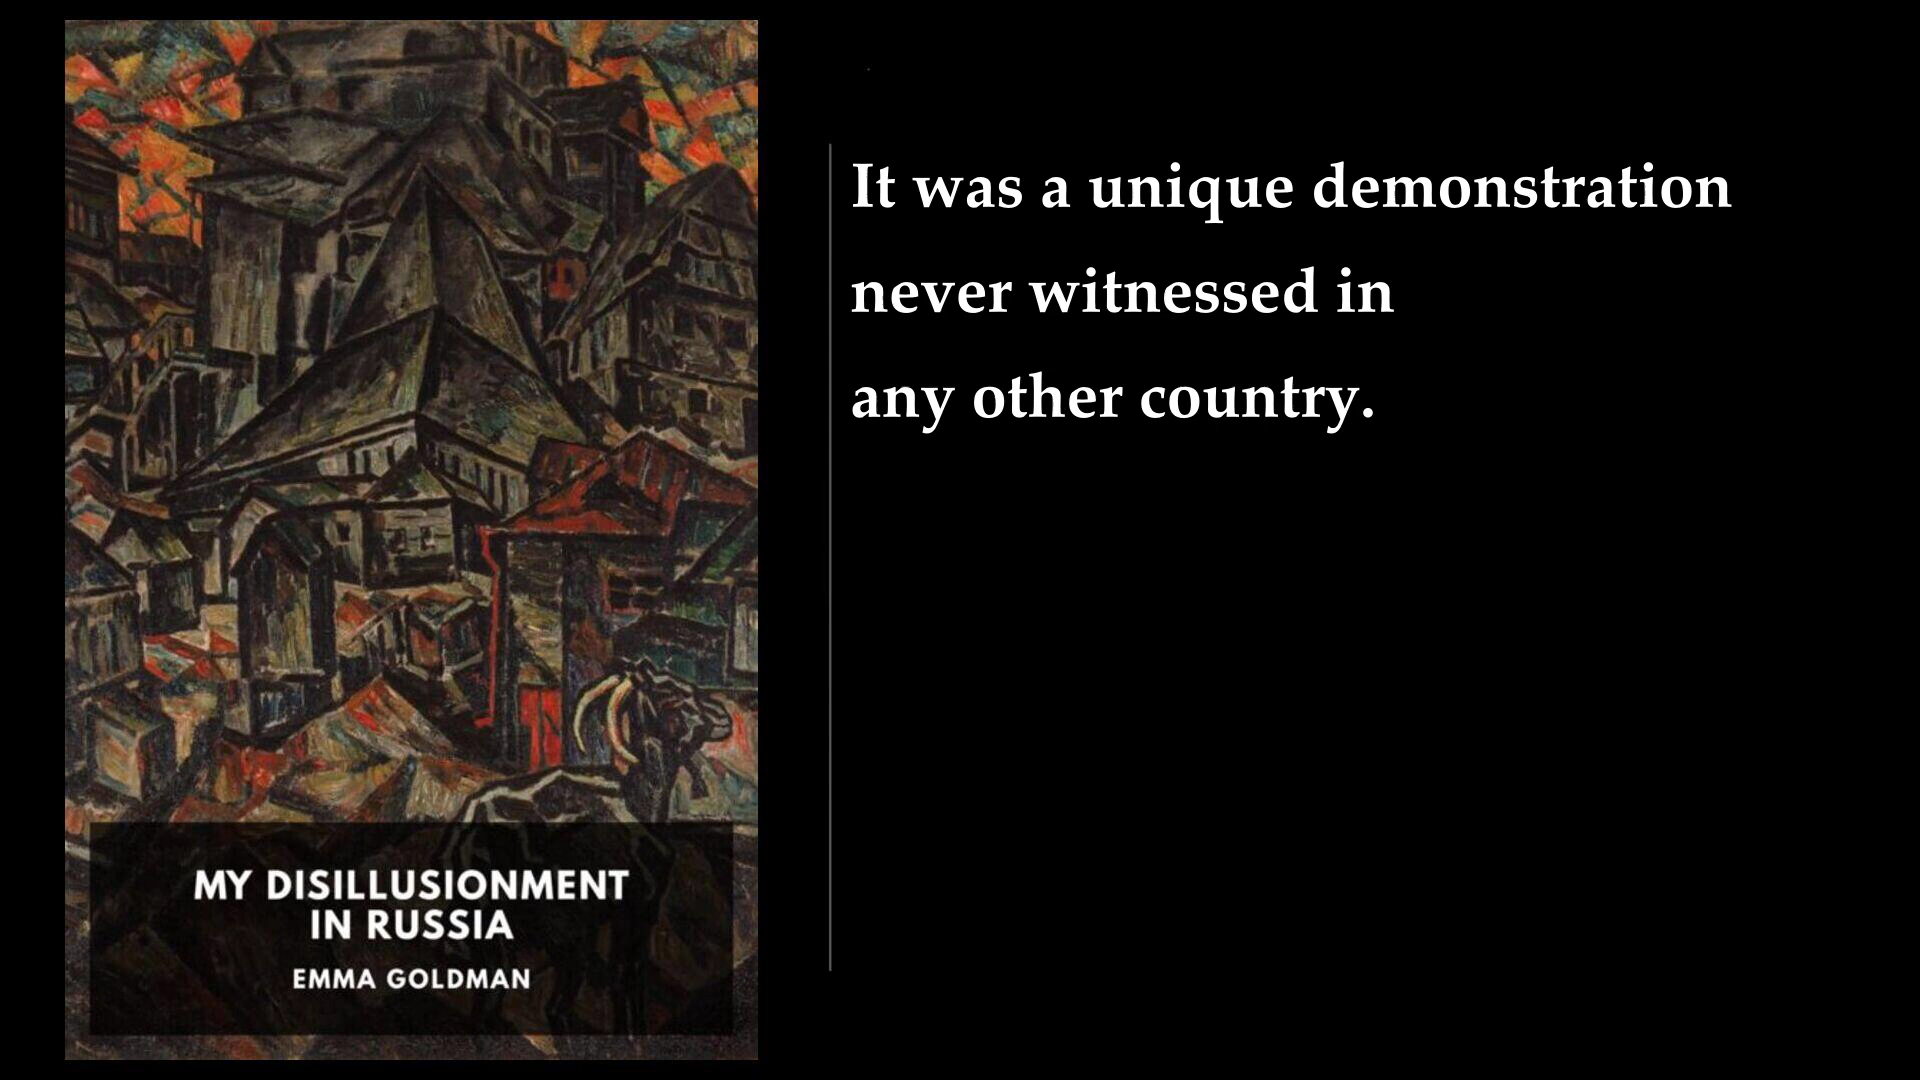 MY DISILLUSIONMENT
IN RUSSIA
EMMA GOLDMAN
It was a unique demonstration
never witnessed in
any other country.